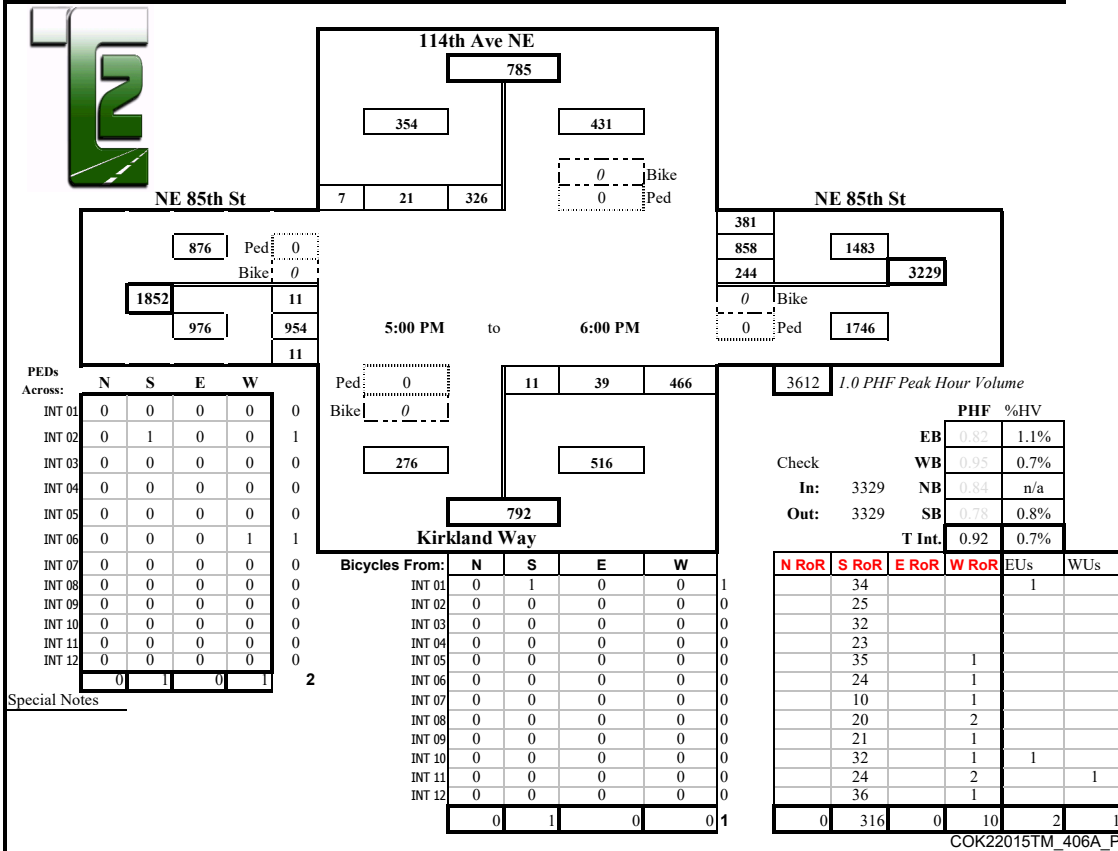 T2
114th Ave NE
785
354 431
0 Bike
NE 85th St 7 21 326 0 Ped NE 85th St
381
876 Ped 0 858 1483
Bike 0 244 3229
1852 11 0 Bike
976 954 5:00 PM to 6:00 PM 0 Ped 1746
11
PEDs
Across: N S E W Ped 0 11 39 466 3612 1.0 PHF Peak Hour Volume
INT 01 0 0 0 0 0 Bike 0 PHF %HV
INT 02 0 1 0 0 1 EB 0.82 1.1%
INT 03 0 0 0 0 0 276 516 Check WB 0.95 0.7%
INT 04 0 0 0 0 0 In: 3329 NB 0.84 n/a
INT 05 0 0 0 0 0 792 Out: 3329 SB 0.78 0.8%
INT 06 0 0 0 1 1 Kirkland Way T Int. 0.92 0.7%
INT 07 0 0 0 0 0 Bicycles From: N S E W N RoR S RoR E RoR W RoR EUs WUs
INT 08 0 0 0 0 0 INT 01 0 1 0 0 1 34 1
INT 09 0 0 0 0 0 INT 02 0 0 0 0 0 25
INT 10 0 0 0 0 0 INT 03 0 0 0 0 0 32
INT 11 0 0 0 0 0 INT 04 0 0 0 0 0 23
INT 12 0 0 0 0 0 INT 05 0 0 0 0 0 35 1
0 1 0 1 2 INT 06 0 0 0 0 0 24 1
Special Notes INT 07 0 0 0 0 0 10 1
INT 08 0 0 0 0 0 20 2
INT 09 0 0 0 0 0 21 1
INT 10 0 0 0 0 0 32 1 1
INT 11 0 0 0 0 0 24 2 1
INT 12 0 0 0 0 0 36 1
0 1 0 0 1 0 316 0 10 2 1
COK22015TM_406A_P